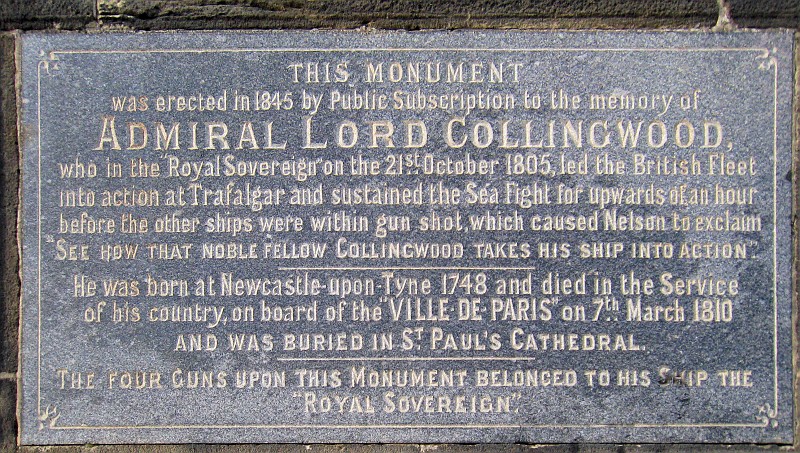 THIS MONUMENT
was erected in 1845 by Public Subscription to the memory of
ADMIRAL LORD COLLINGWOOD,
who in the "Royal Sovereign" on the 21st October 1805, led the British Fleet
into action at Trafalgar and sustained the Sea Fight for upwards of an hour
before the other ships were within gun shot, which caused Nelson to exclaim
"SEE HOW THAT NOBLE FELLOW COLLINGWOOD TAKES HIS SHIP INTO ACTION".
He was born at Newcastle-upon-Tyne 1748 and died in the Service
of his country, on board of the "VILLE-DE-PARIS" on 7th March 1810
AND WAS BURIED IN ST PAUL'S CATHEDRAL.
THE FOUR GUNS UPON THIS MONUMENT BELONGED TO HIS SHIP THE
"ROYAL SOVEREIGN".